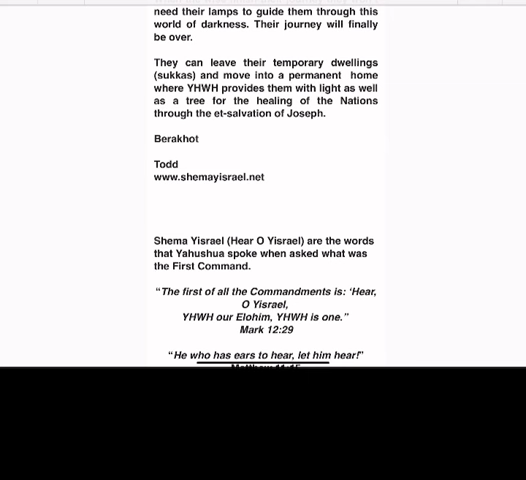 need their lamps to guide them through this
world of darkness. Their journey will finally
be over.
They can leave their temporary dwellings
(sukkas) and move into a permanent home
where YHWH provides them with light as well
as a tree for the healing of the Nations
through the et-salvation of Joseph.
Berakhot
Todd
www.shemayisrael.net
Shema Yisrael (Hear O Yisrael) are the words
that Yahushua spoke when asked what was
the First Command.
“The first of all the Commandments is: ‘Hear,
O Yisrael,
YHWH our Elohim, YHWH is one.”
Mark 12:29
“He who has ears to hear, let him hear!”